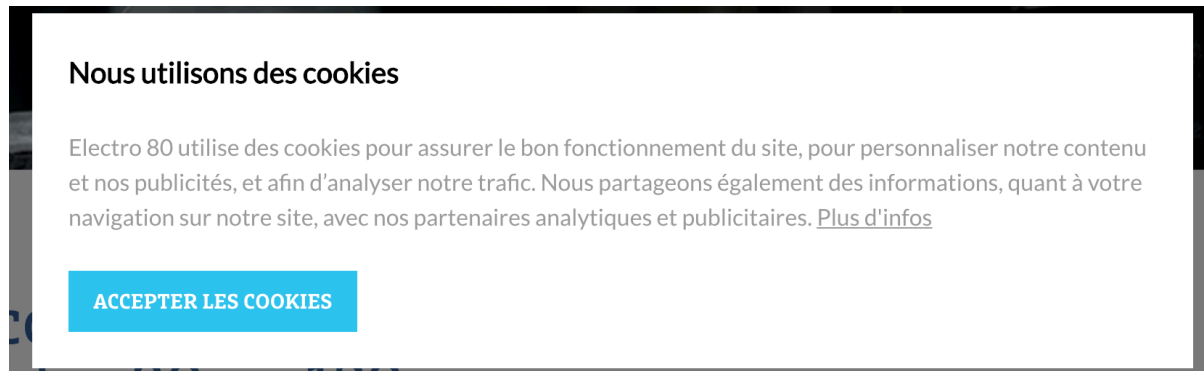 Nous utilisons des cookies
Electro 80 utilise des cookies pour assurer le bon fonctionnement du site, pour personnaliser notre contenu
et nos publicités, et afin d’analyser notre trafic. Nous partageons également des informations, quant à votre
navigation sur notre site, avec nos partenaires analytiques et publicitaires. Plus d'infos
ACCEPTER LES COOKIES